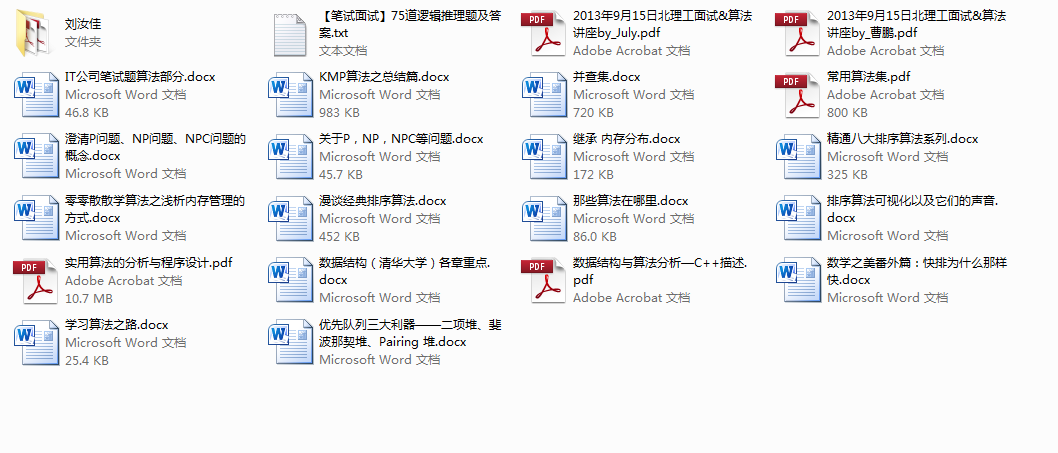 刘汝佳
文件夹
【笔试面试】75道逻辑推理题及答
案.txt
文本文档
PDF
2013年9月15日北理工面试&算法
讲座by_July.pdf
Adobe Acrobat 文档
PDF
2013年9月15日北理工面试&算法
讲座by_曹鹏.pdf
Adobe Acrobat 文档
IT公司笔试题算法部分.docx
Microsoft Word 文档
46.8 KB
KMP算法之总结篇.docx
Microsoft Word 文档
983 KB
并查集.docx
Microsoft Word 文档
720 KB
PDF
常用算法集.pdf
Adobe Acrobat 文档
800 KB
澄清P问题、NP问题、NPC问题的
概念.docx
Microsoft Word 文档
关于P，NP，NPC等问题.docx
Microsoft Word 文档
45.7 KB
继承 内存分布.docx
Microsoft Word 文档
172 KB
精通八大排序算法系列.docx
Microsoft Word 文档
325 KB
零零散散学算法之浅析内存管理的
方式.docx
Microsoft Word 文档
漫谈经典排序算法.docx
Microsoft Word 文档
452 KB
那些算法在哪里.docx
Microsoft Word 文档
86.0 KB
排序算法可视化以及它们的声音.
docx
Microsoft Word 文档
PDF
实用算法的分析与程序设计.pdf
Adobe Acrobat 文档
10.7 MB
数据结构（清华大学）各章重点.
docx
Microsoft Word 文档
PDF
数据结构与算法分析—C++描述.
pdf
Adobe Acrobat 文档
数学之美番外篇：快排为什么那样
快.docx
Microsoft Word 文档
学习算法之路.docx
Microsoft Word 文档
25.4 KB
优先队列三大利器——二项堆、斐
波那契堆、Pairing 堆.docx
Microsoft Word 文档